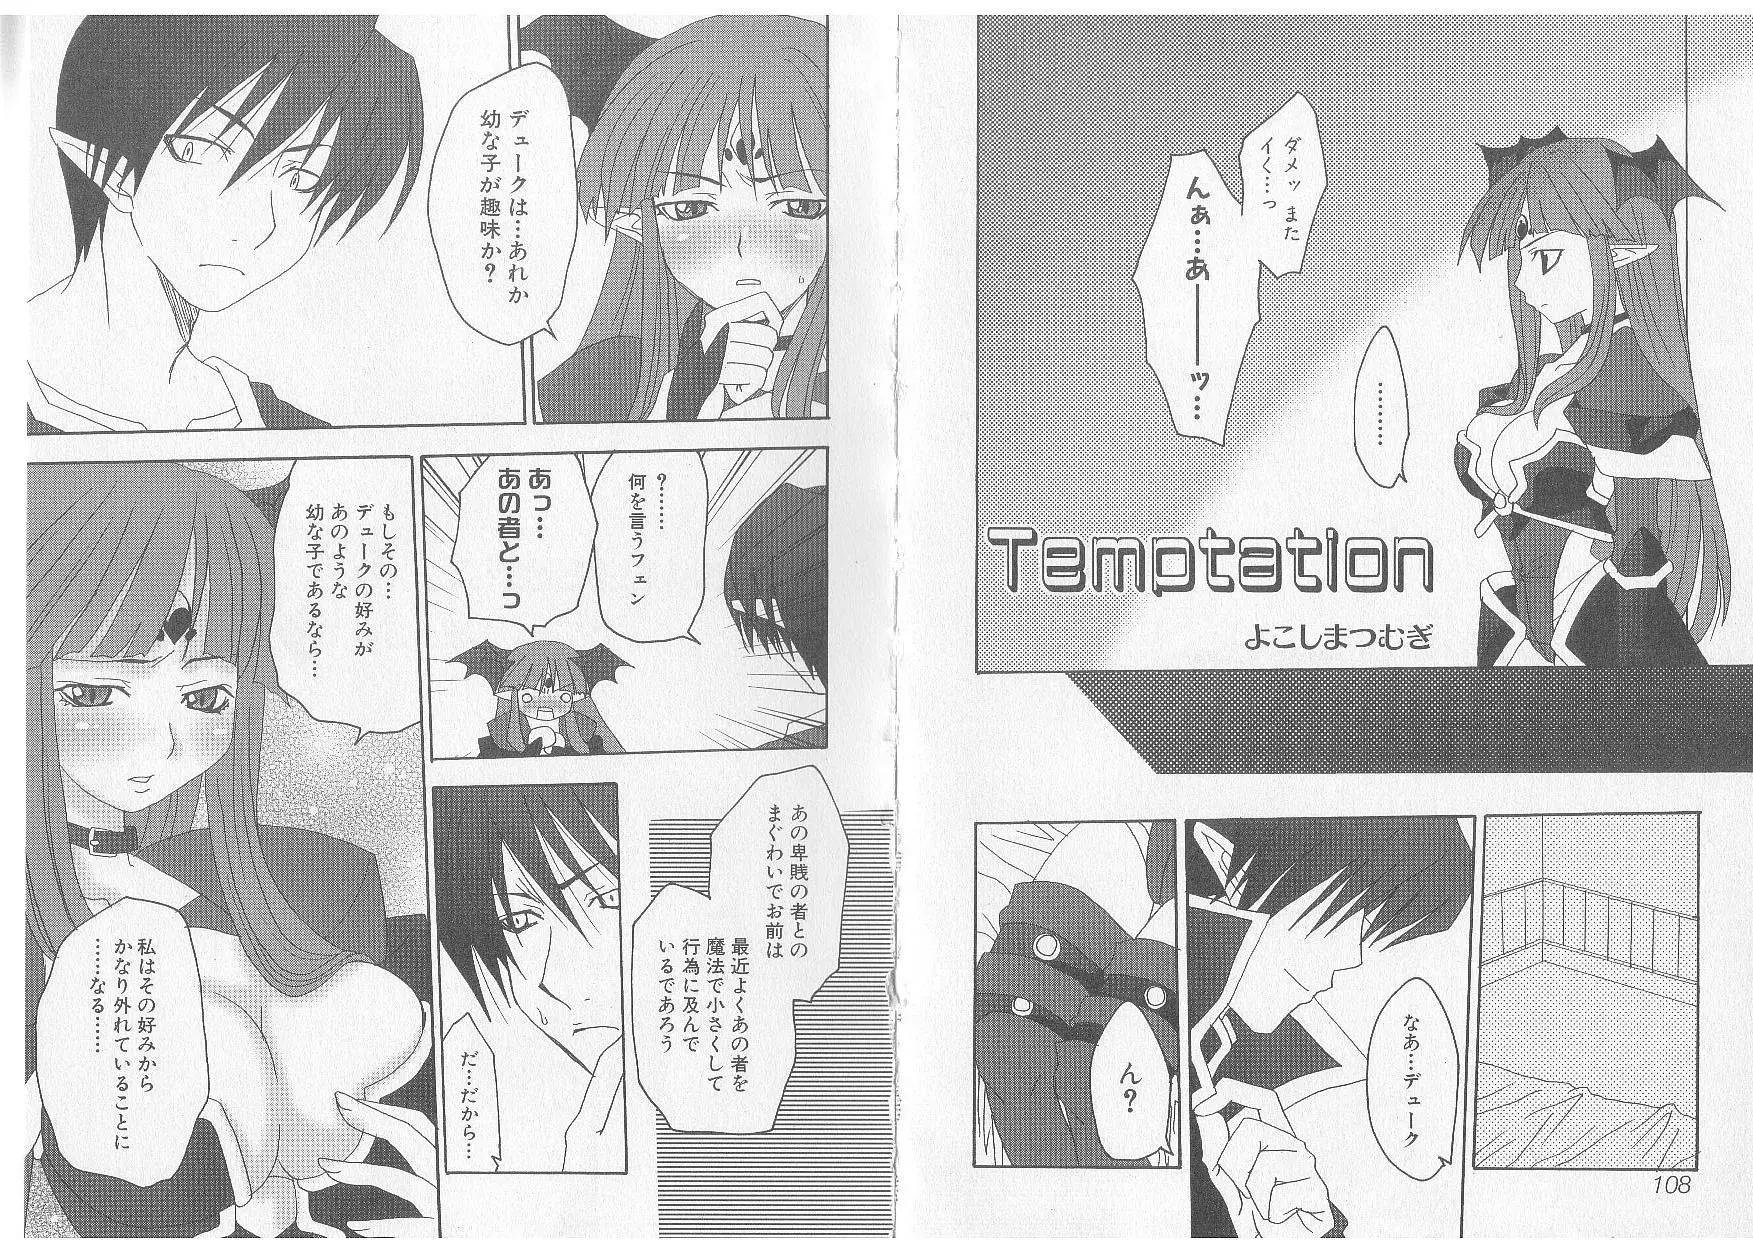 ダメッ また
イく…っ
んぁ…あ――ッ…
………
Temptation
よこしまつむぎ
なあ…デューク
ん?
108
デュークは…あれか
幼な子が趣味か?
?……
何を言うフェン
あっ…
あの者と…っ
あの卑賎の者との
まぐわいでお前は
最近よくあの者を
魔法で小さくして
行為に及んで
いるであろう
だ…だから…
もしその…
デュークの好みが
あのような
幼な子であるなら…
私はその好みから
かなり外れていることに
……なる……